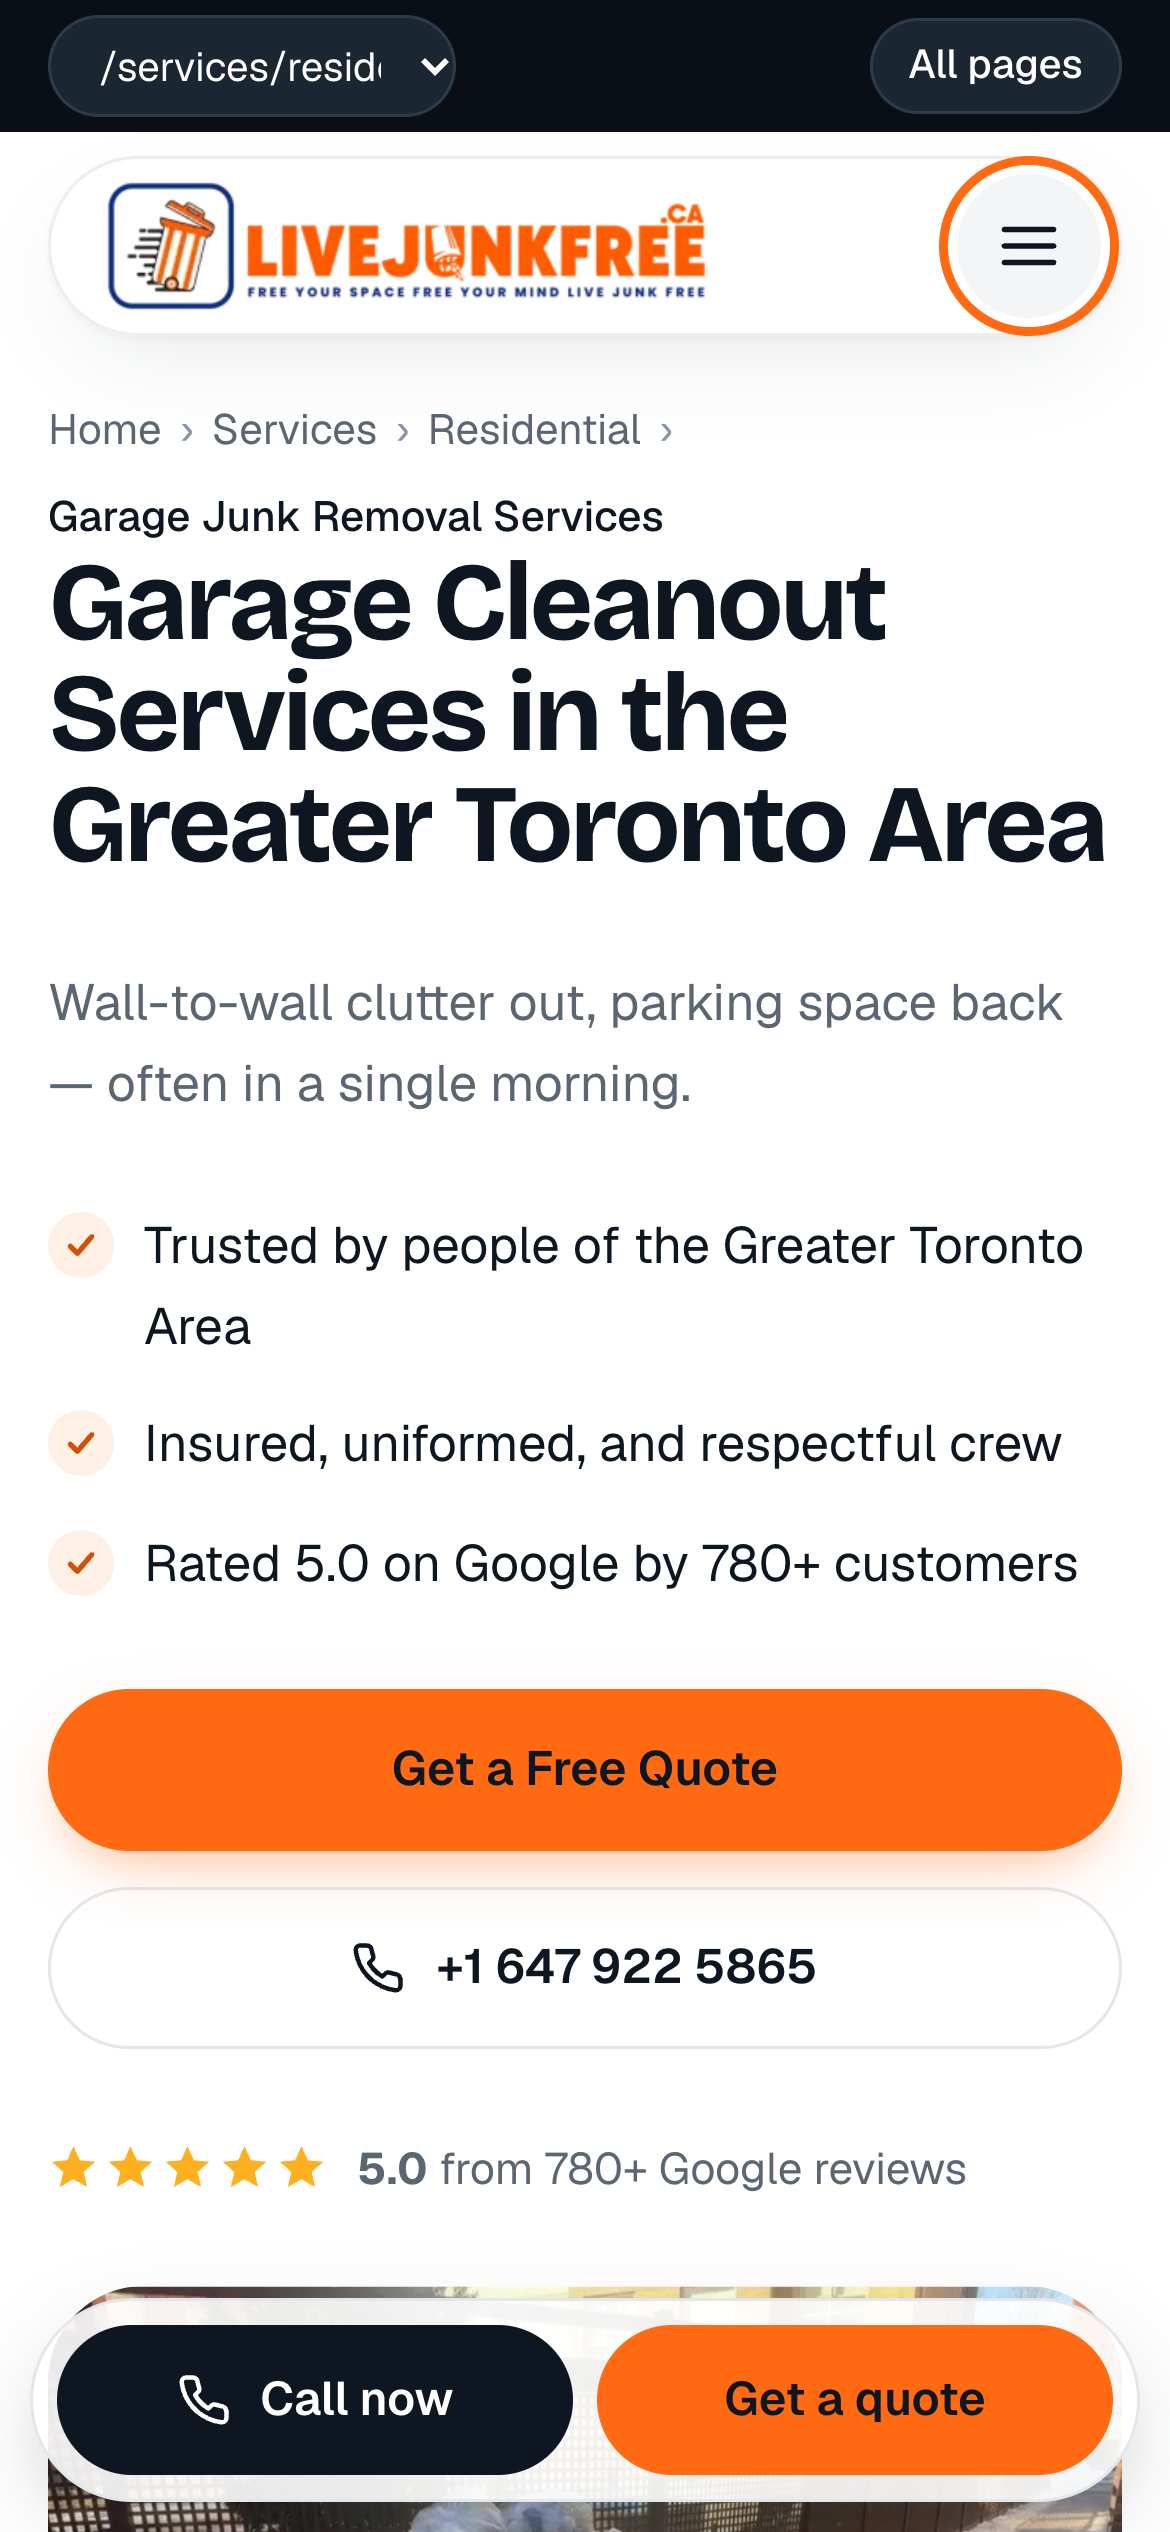 /services/resid
All pages
LIVEJUNKFREE
.CA
FREE YOUR SPACE FREE YOUR MIND LIVE JUNK FREE
Home › Services › Residential ›
Garage Junk Removal Services
Garage Cleanout
Services in the
Greater Toronto Area
Wall-to-wall clutter out, parking space back
— often in a single morning.
Trusted by people of the Greater Toronto
Area
Insured, uniformed, and respectful crew
Rated 5.0 on Google by 780+ customers
Get a Free Quote
+1 647 922 5865
5.0 from 780+ Google reviews
Call now
Get a quote